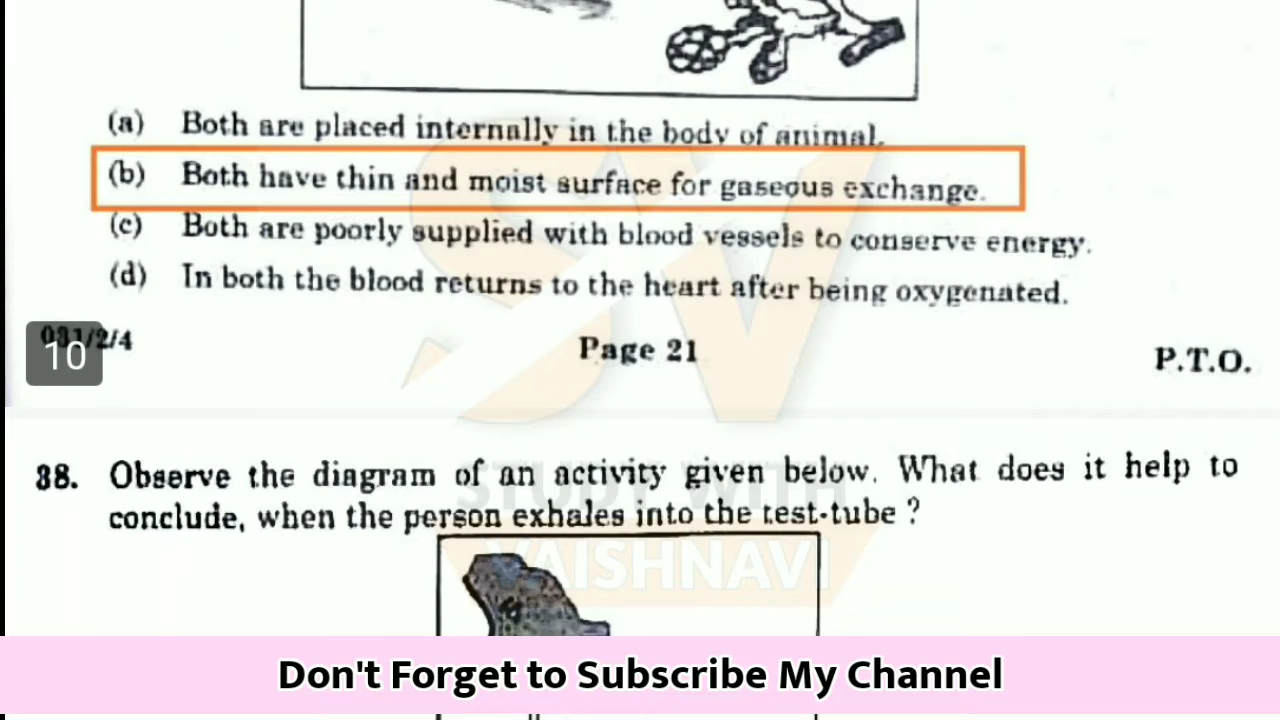 (a) Both are placed internally in the body of animal.
(b) Both have thin and moist surface for gaseous exchange.
(c) Both are poorly supplied with blood vessels to conserve energy.
(d) In both the blood returns to the heart after being oxygenated.
031/2/4 Page 21 P.T.O.
10
38. Observe the diagram of an activity given below. What does it help to
conclude, when the person exhales into the test-tube ?
SV
STUDY WITH
VAISHNAVI
Don't Forget to Subscribe My Channel